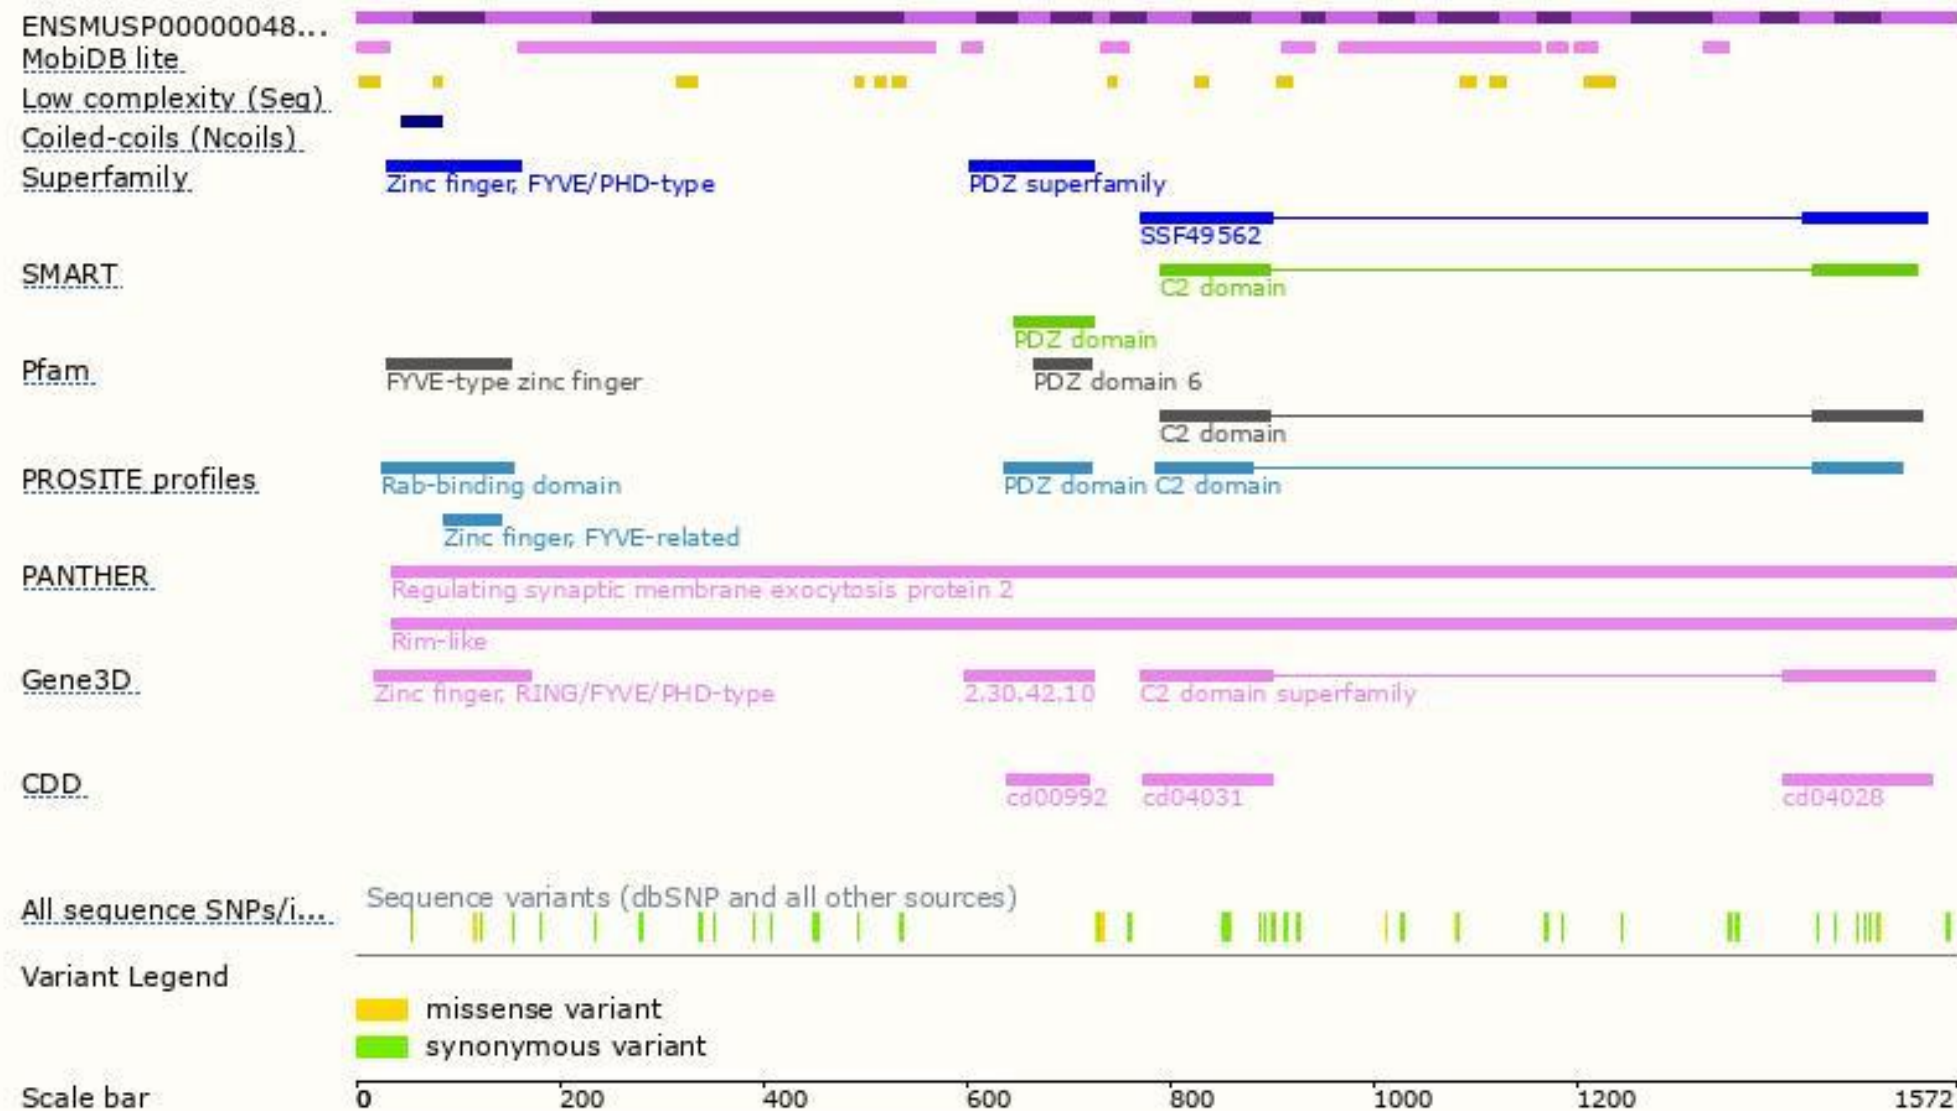 ENSMUSP00000048...
MobiDB lite
Low complexity (Seg)
Coiled-coils (Ncoils)
Superfamily
Zinc finger, FYVE/PHD-type
PDZ superfamily
SSF49562
SMART
C2 domain
PDZ domain
Pfam
FYVE-type zinc finger
PDZ domain 6
C2 domain
PROSITE profiles
Rab-binding domain
PDZ domain
C2 domain
Zinc finger, FYVE-related
PANTHER
Regulating synaptic membrane exocytosis protein 2
Rim-like
Gene3D
Zinc finger, RING/FYVE/PHD-type
2.30.42.10
C2 domain superfamily
CDD
cd00992
cd04031
cd04028
Sequence variants (dbSNP and all other sources)
All sequence SNPs/i...
Variant Legend
missense variant
synonymous variant
Scale bar
0 200 400 600 800 1000 1200 1572